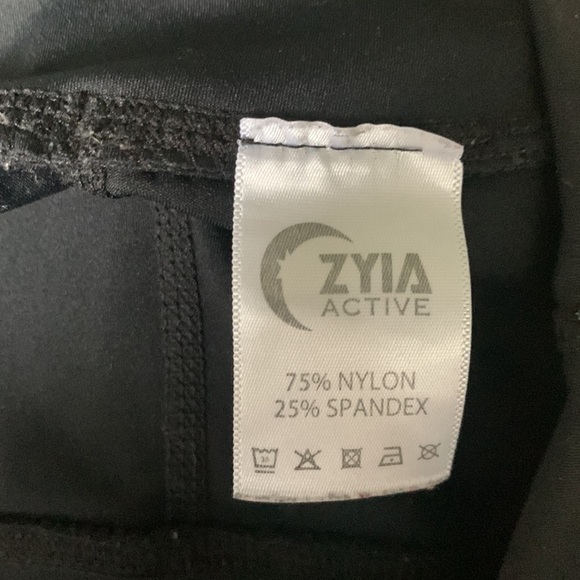 ZYIA
ACTIVE
75% NYLON
25% SPANDEX